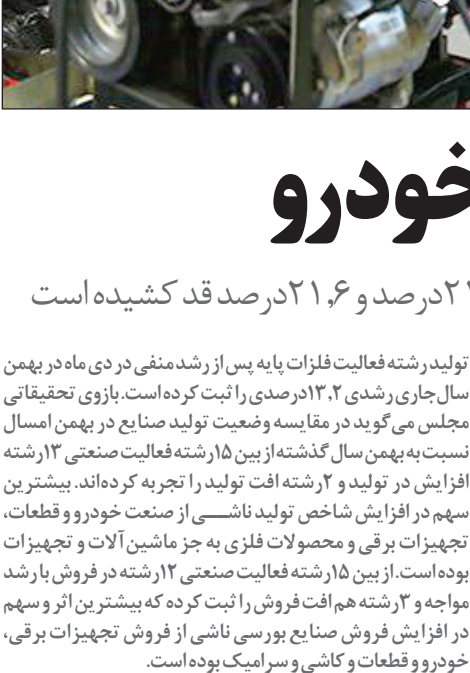 خودرو
درصد و ۲۱٫۶درصد قد کشیده است
تولید رشته فعالیت فلزات پایه پس از رشد منفی در دی ماه در بهمن
سال جاری رشدی ۱۳٫۲درصدی را ثبت کرده است. بازوی تحقیقاتی
مجلس می‌گوید در مقایسه وضعیت تولید صنایع در بهمن امسال
نسبت به بهمن سال گذشته از بین ۱۵رشته فعالیت صنعتی ۱۳رشته
افزایش در تولید و ۲رشته افت تولید را تجربه کرده‌اند. بیشترین
سهم در افزایش شاخص تولید ناشــی از صنعت خودرو و قطعات،
تجهیزات برقی و محصولات فلزی به جز ماشین آلات و تجهیزات
بوده است. از بین ۱۵رشته فعالیت صنعتی ۱۲رشته در فروش با رشد
مواجه و ۳رشته هم افت فروش را ثبت کرده که بیشترین اثر و سهم
در افزایش فروش صنایع بورسی ناشی از فروش تجهیزات برقی،
خودرو و قطعات و کاشی و سرامیک بوده است.